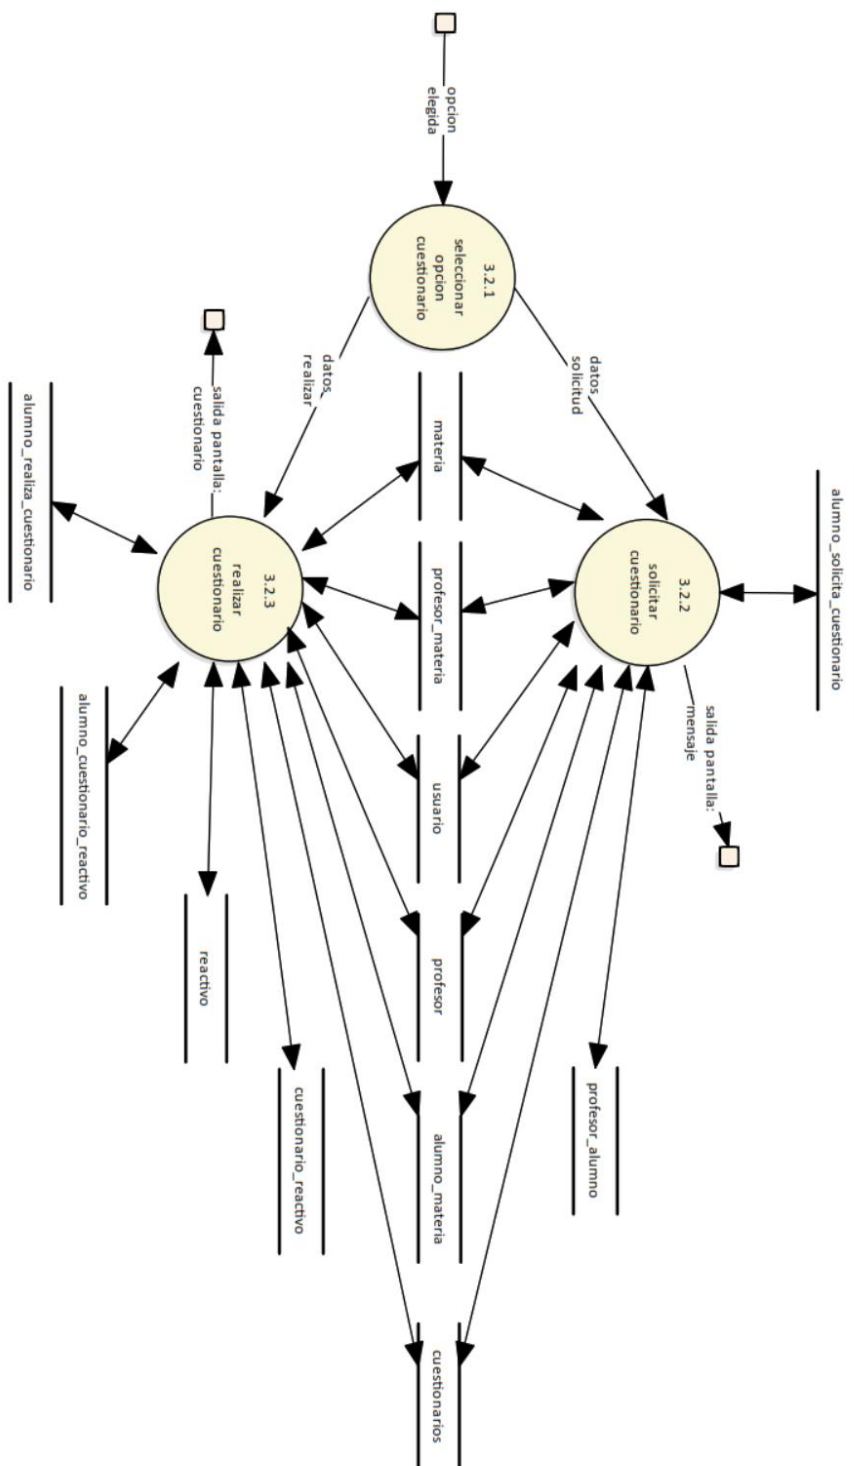 opcion
elegida
3.2.1
seleccionar
opcion
cuestionario
datos
solicitud
datos
realizar
alumno_solicita_cuestionario
3.2.2
solicitar
cuestionario
salida pantalla:
mensaje
materia
profesor_materia
usuario
profesor
alumno_materia
cuestionarios
profesor_alumno
salida pantalla:
cuestionario
3.2.3
realizar
cuestionario
alumno_realiza_cuestionario
alumno_cuestionario_reactivo
reactivo
cuestionario_reactivo